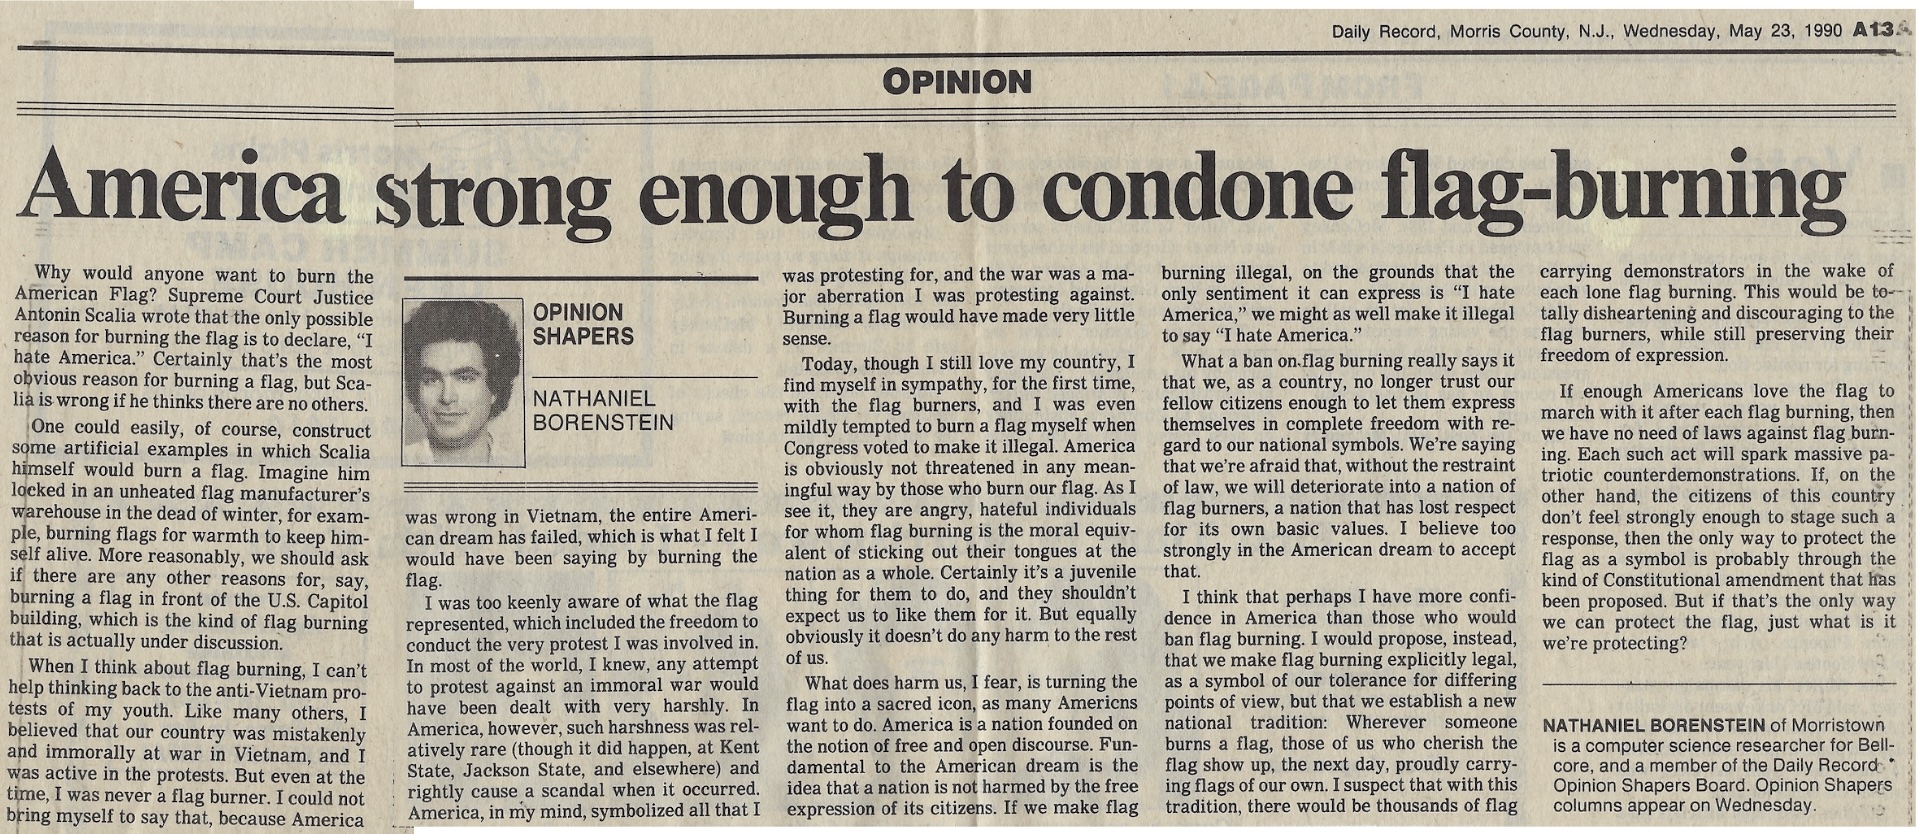 Daily Record, Morris County, N.J., Wednesday, May 23, 1990 A13
OPINION
America strong enough to condone flag-burning
Why would anyone want to burn the
American Flag? Supreme Court Justice
Antonin Scalia wrote that the only possible
reason for burning the flag is to declare, “I
hate America.” Certainly that’s the most
obvious reason for burning a flag, but Sca-
lia is wrong if he thinks there are no others.
One could easily, of course, construct
some artificial examples in which Scalia
himself would burn a flag. Imagine him
locked in an unheated flag manufacturer’s
warehouse in the dead of winter, for exam-
ple, burning flags for warmth to keep him-
self alive. More reasonably, we should ask
if there are any other reasons for, say,
burning a flag in front of the U.S. Capitol
building, which is the kind of flag burning
that is actually under discussion.
When I think about flag burning, I can’t
help thinking back to the anti-Vietnam pro-
tests of my youth. Like many others, I
believed that our country was mistakenly
and immorally at war in Vietnam, and I
was active in the protests. But even at the
time, I was never a flag burner. I could not
bring myself to say that, because America
OPINION
SHAPERS
NATHANIEL
BORENSTEIN
was wrong in Vietnam, the entire Ameri-
can dream has failed, which is what I felt I
would have been saying by burning the
flag.
I was too keenly aware of what the flag
represented, which included the freedom to
conduct the very protest I was involved in.
In most of the world, I knew, any attempt
to protest against an immoral war would
have been dealt with very harshly. In
America, however, such harshness was rel-
atively rare (though it did happen, at Kent
State, Jackson State, and elsewhere) and
rightly cause a scandal when it occurred.
America, in my mind, symbolized all that I
was protesting for, and the war was a ma-
jor aberration I was protesting against.
Burning a flag would have made very little
sense.
Today, though I still love my country, I
find myself in sympathy, for the first time,
with the flag burners, and I was even
mildly tempted to burn a flag myself when
Congress voted to make it illegal. America
is obviously not threatened in any mean-
ingful way by those who burn our flag. As I
see it, they are angry, hateful individuals
for whom flag burning is the moral equiv-
alent of sticking out their tongues at the
nation as a whole. Certainly it’s a juvenile
thing for them to do, and they shouldn’t
expect us to like them for it. But equally
obviously it doesn’t do any harm to the rest
of us.
What does harm us, I fear, is turning the
flag into a sacred icon, as many Americns
want to do. America is a nation founded on
the notion of free and open discourse. Fun-
damental to the American dream is the
idea that a nation is not harmed by the free
expression of its citizens. If we make flag
burning illegal, on the grounds that the
only sentiment it can express is “I hate
America,” we might as well make it illegal
to say “I hate America.”
What a ban on flag burning really says it
that we, as a country, no longer trust our
fellow citizens enough to let them express
themselves in complete freedom with re-
gard to our national symbols. We’re saying
that we’re afraid that, without the restraint
of law, we will deteriorate into a nation of
flag burners, a nation that has lost respect
for its own basic values. I believe too
strongly in the American dream to accept
that.
I think that perhaps I have more confi-
dence in America than those who would
ban flag burning. I would propose, instead,
that we make flag burning explicitly legal,
as a symbol of our tolerance for differing
points of view, but that we establish a new
national tradition: Wherever someone
burns a flag, those of us who cherish the
flag show up, the next day, proudly carry-
ing flags of our own. I suspect that with this
tradition, there would be thousands of flag
carrying demonstrators in the wake of
each lone flag burning. This would be to-
tally disheartening and discouraging to the
flag burners, while still preserving their
freedom of expression.
If enough Americans love the flag to
march with it after each flag burning, then
we have no need of laws against flag burn-
ing. Each such act will spark massive pa-
triotic counterdemonstrations. If, on the
other hand, the citizens of this country
don’t feel strongly enough to stage such a
response, then the only way to protect the
flag as a symbol is probably through the
kind of Constitutional amendment that has
been proposed. But if that’s the only way
we can protect the flag, just what is it
we’re protecting?
NATHANIEL BORENSTEIN of Morristown
is a computer science researcher for Bell-
core, and a member of the Daily Record
Opinion Shapers Board. Opinion Shapers
columns appear on Wednesday.